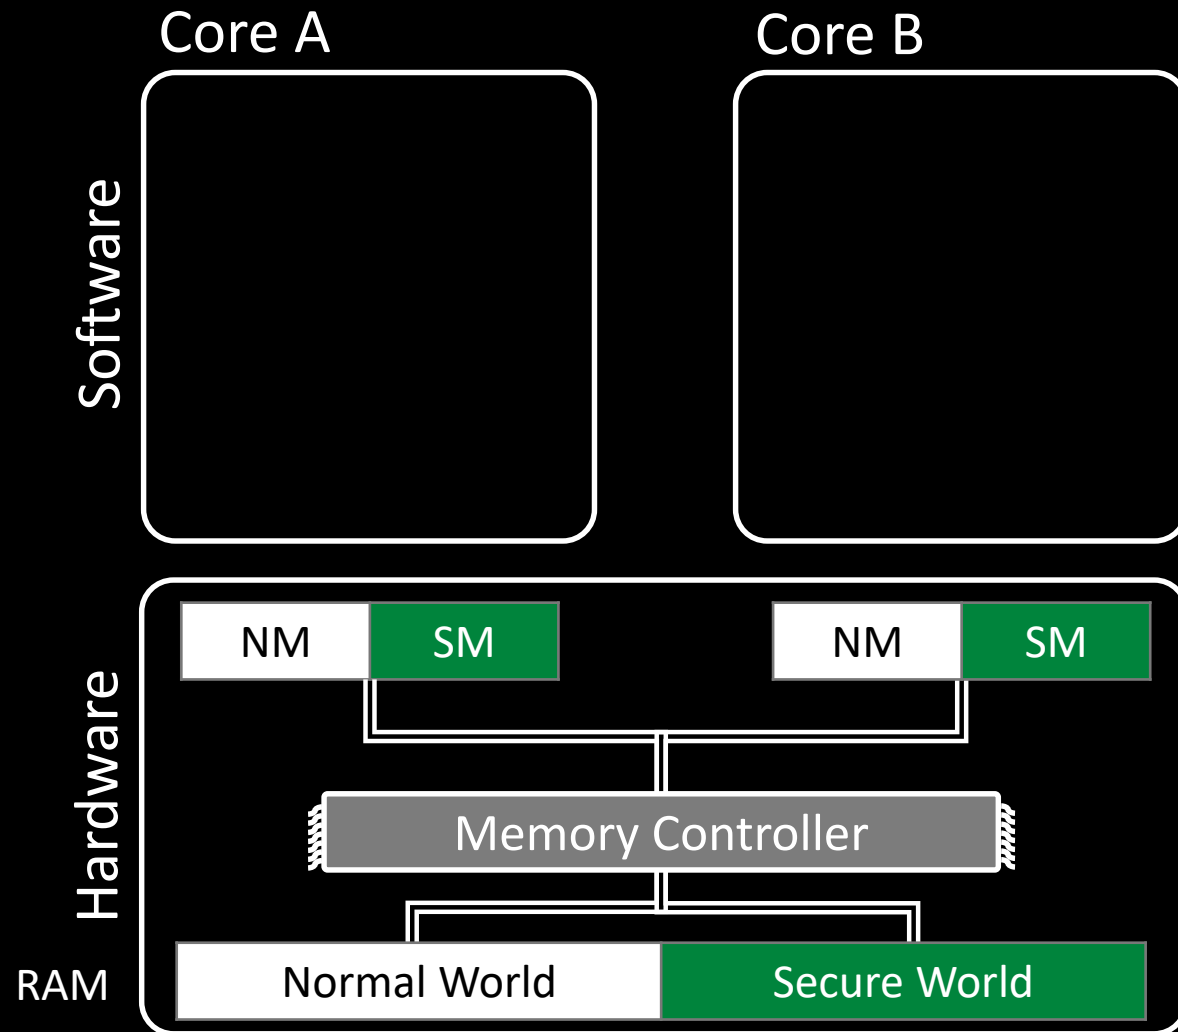 Core A
Core B
Software
Hardware
NM
SM
NM
SM
Memory Controller
RAM
Normal World
Secure World